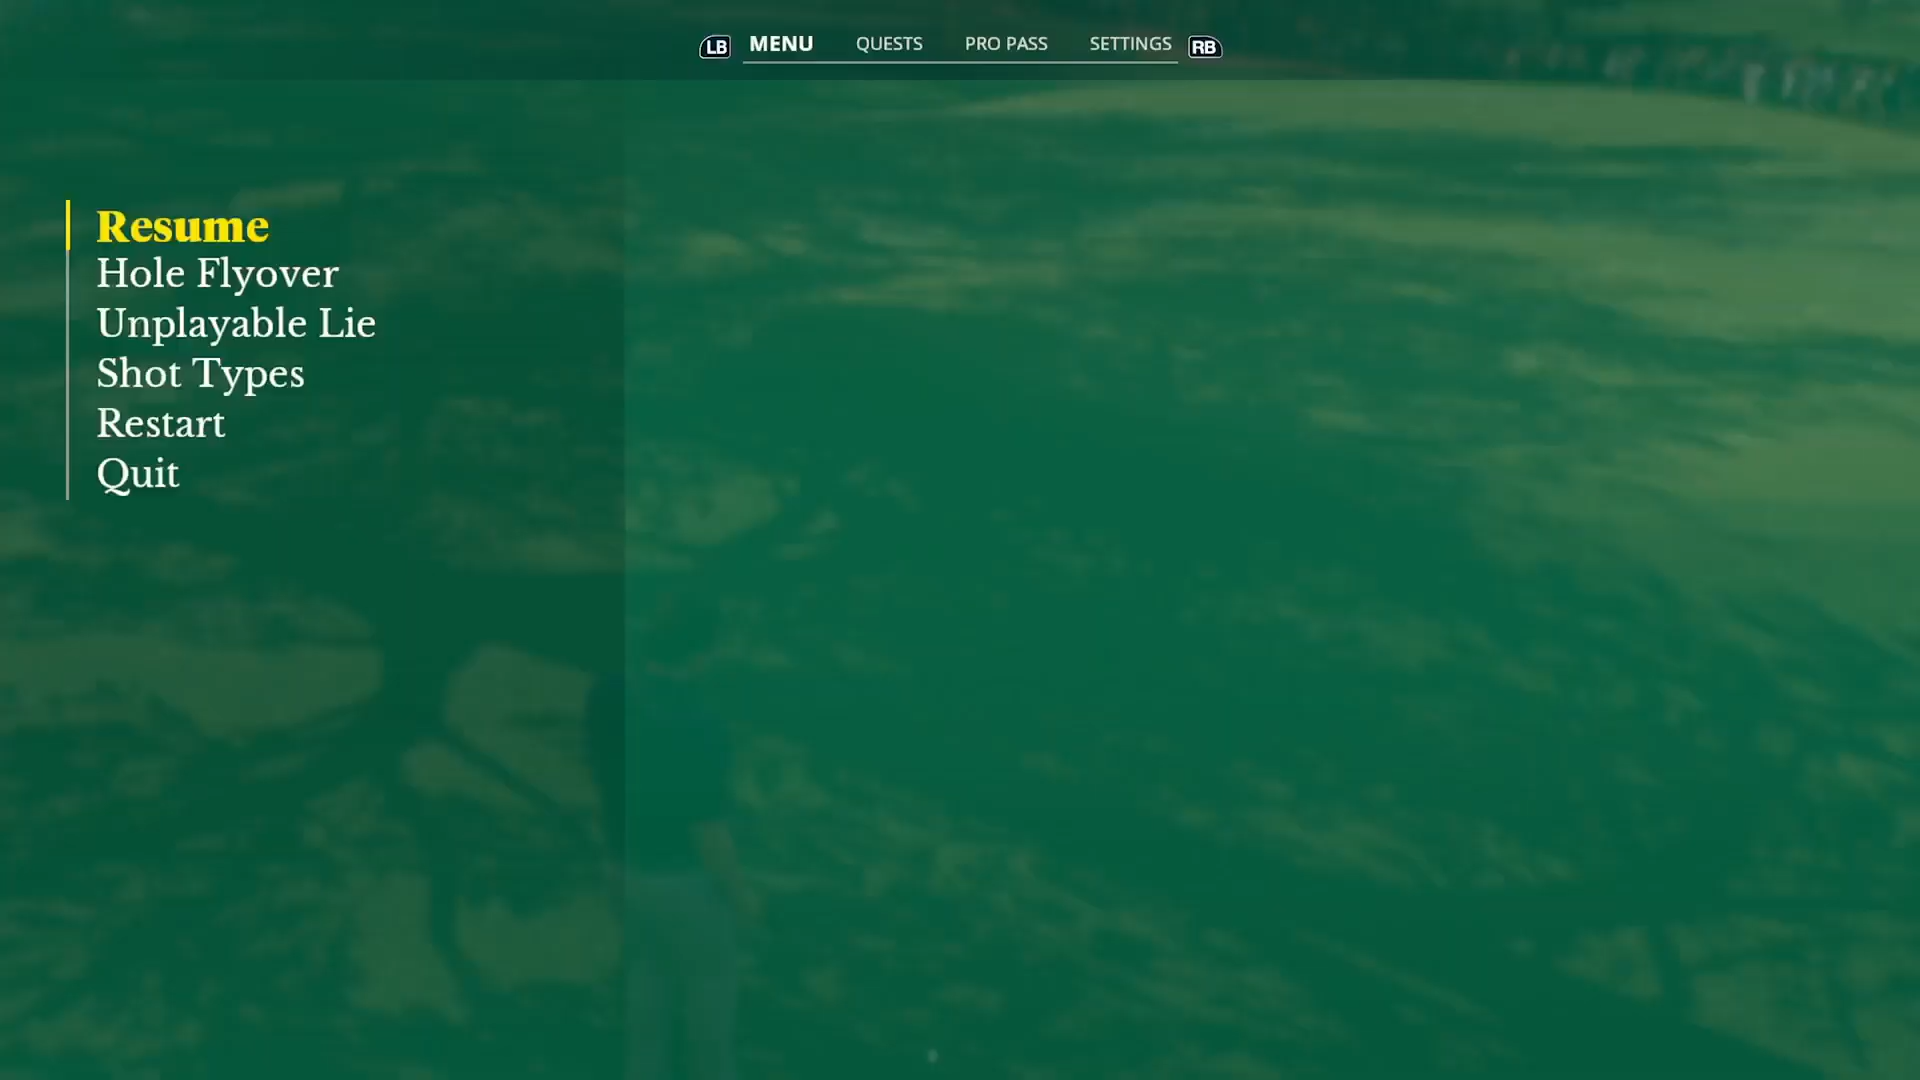 LB MENU QUESTS PRO PASS SETTINGS RB
Resume
Hole Flyover
Unplayable Lie
Shot Types
Restart
Quit